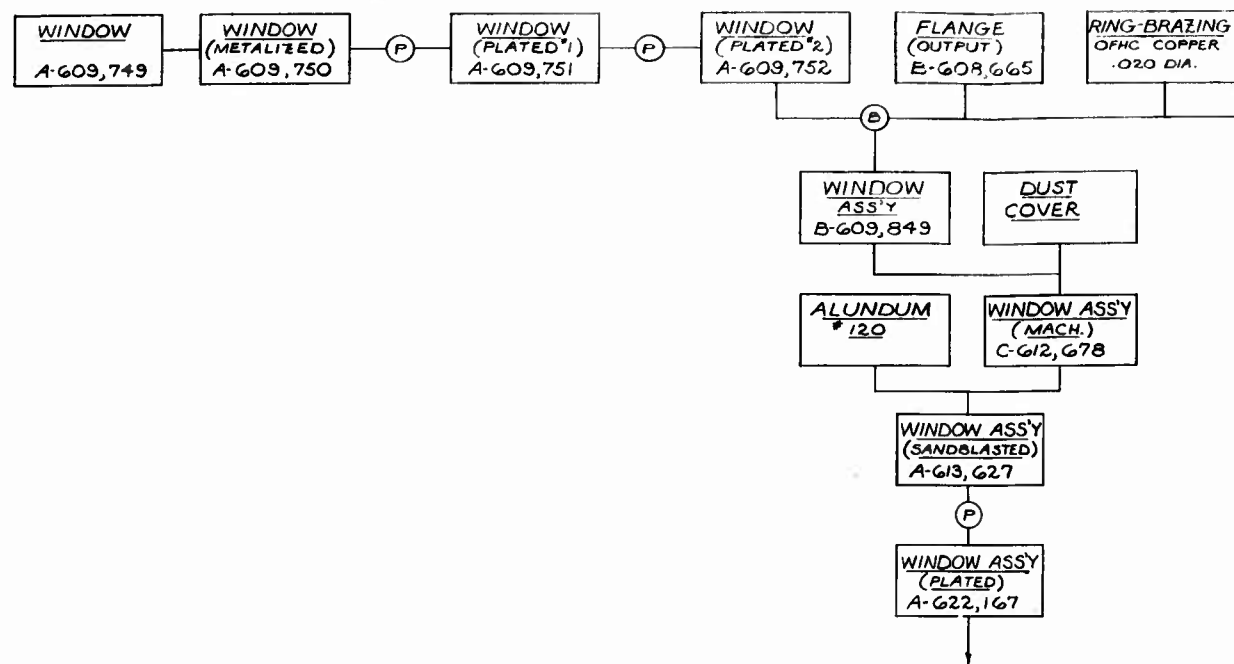 WINDOW
A-609,749
WINDOW
(METALIZED)
A-609,750
P
WINDOW
(PLATED #1)
A-609,751
P
WINDOW
(PLATED #2)
A-609,752
FLANGE
(OUTPUT)
B-608,665
RING-BRAZING
OFHC COPPER
.020 DIA.
B
WINDOW
ASS'Y
B-609,849
DUST
COVER
ALUNDUM
# 120
WINDOW ASS'Y
(MACH.)
C-612,678
WINDOW ASS'Y
(SANDBLASTED)
A-613,627
P
WINDOW ASS'Y
(PLATED)
A-622,167